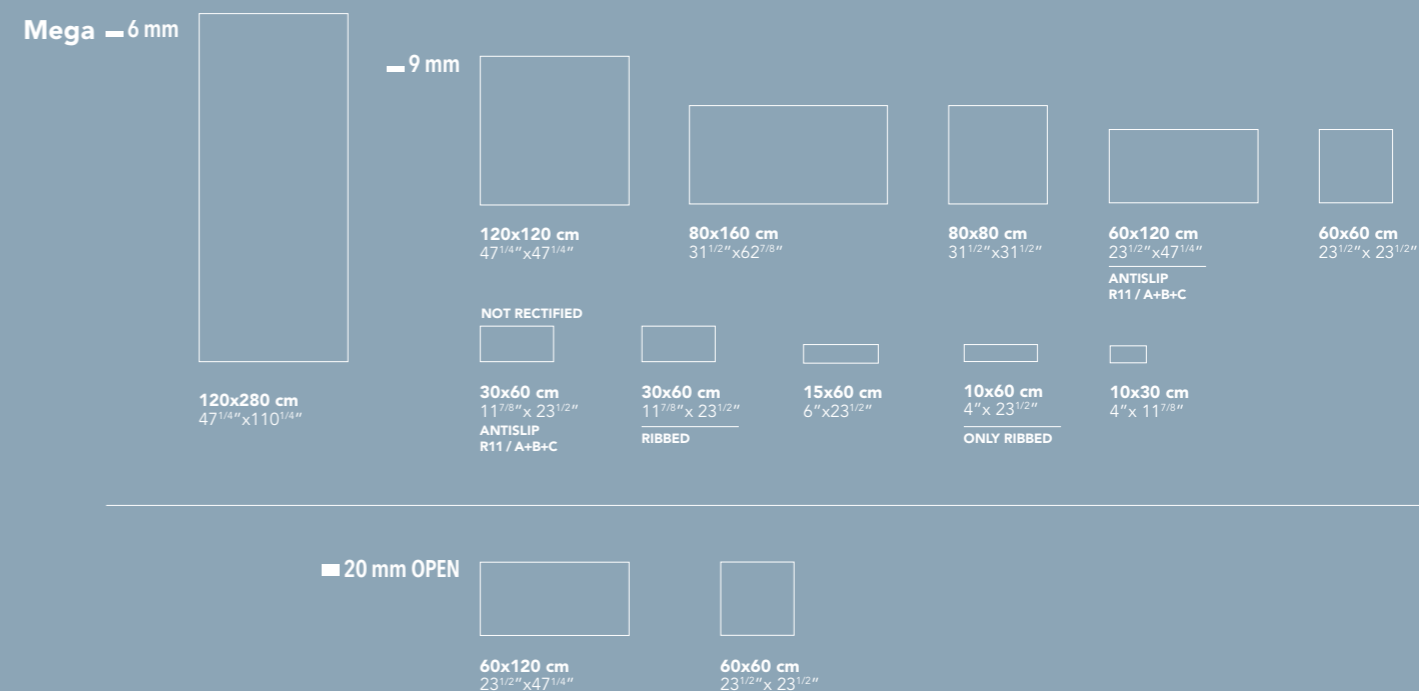 Mega 6 mm
120x280 cm
47 1/4"x110 1/4"
9 mm
120x120 cm
47 1/4"x47 1/4"
80x160 cm
31 1/2"x62 7/8"
80x80 cm
31 1/2"x31 1/2"
60x120 cm
23 1/2"x47 1/4"
ANTISLIP
R11 / A+B+C
60x60 cm
23 1/2"x 23 1/2"
NOT RECTIFIED
30x60 cm
11 7/8"x 23 1/2"
ANTISLIP
R11 / A+B+C
30x60 cm
11 7/8"x 23 1/2"
RIBBED
15x60 cm
6"x23 1/2"
10x60 cm
4"x 23 1/2"
ONLY RIBBED
10x30 cm
4"x 11 7/8"
20 mm OPEN
60x120 cm
23 1/2"x47 1/4"
60x60 cm
23 1/2"x 23 1/2"